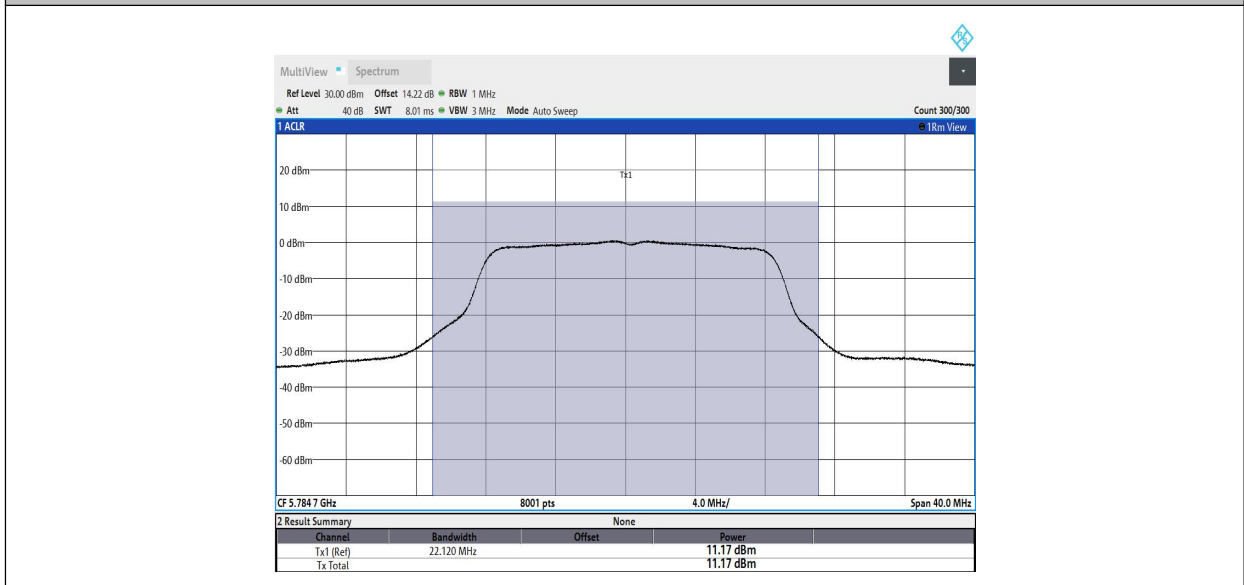 R S
MultiView Spectrum
Ref Level 30.00 dBm Offset 14.22 dB RBW 1 MHz
Att 40 dB SWT 8.01 ms VBW 3 MHz Mode Auto Sweep Count 300/300
1 ACLR 1Rm View
20 dBm
Tx1
10 dBm
0 dBm
-10 dBm
-20 dBm
-30 dBm
-40 dBm
-50 dBm
-60 dBm
CF 5.784 7 GHz 8001 pts 4.0 MHz/ Span 40.0 MHz
2 Result Summary None
Channel Bandwidth Offset Power
Tx1 (Ref) 22.120 MHz 11.17 dBm
Tx Total 11.17 dBm